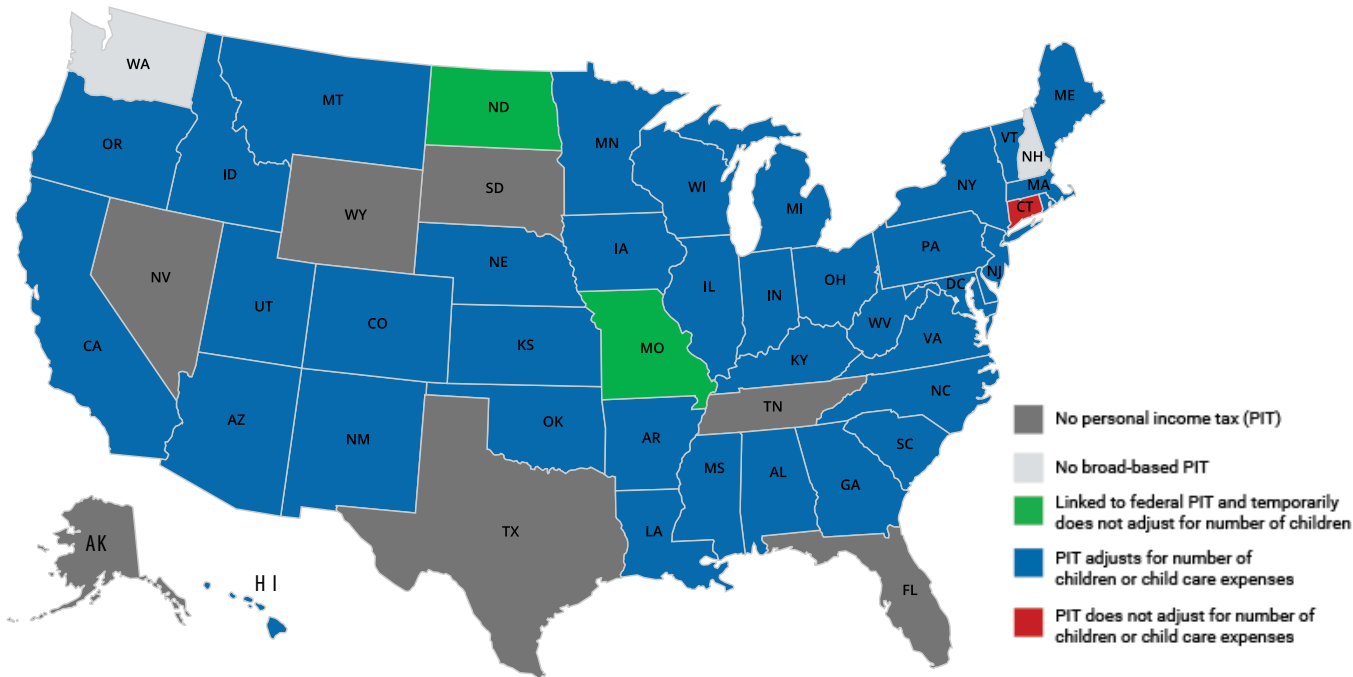 WA
MT
ND
MN
ME
OR
ID
SD
WI
VT
NH
NY
MA
WY
MI
CT
IA
NE
PA
NV
OH
NJ
UT
IL
IN
DC
CO
WV
CA
KS
MO
VA
KY
AZ
NM
OK
TN
NC
AR
SC
MS
AL
GA
TX
LA
AK
HI
FL
No personal income tax (PIT)
No broad-based PIT
Linked to federal PIT and temporarily
does not adjust for number of children
PIT adjusts for number of
children or child care expenses
PIT does not adjust for number of
children or child care expenses